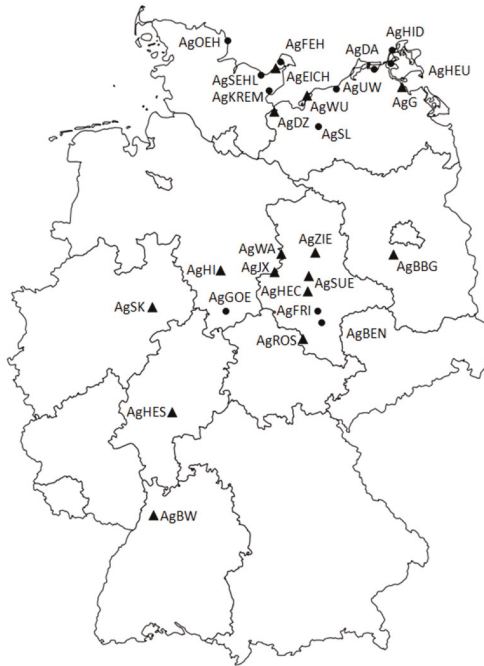 AgHID
AgOEH
AgFEH
AgDA
AgSEHL
AgEICH
AgHEU
AgKREM
AgUW
AgWU
AgG
AgDZ
AgSL
AgWA
AgZIE
AgHI
AgJX
AgBBG
AgSUE
AgHEC
AgSK
AgGOE
AgFRI
AgBEN
AgROS
AgHES
AgBW